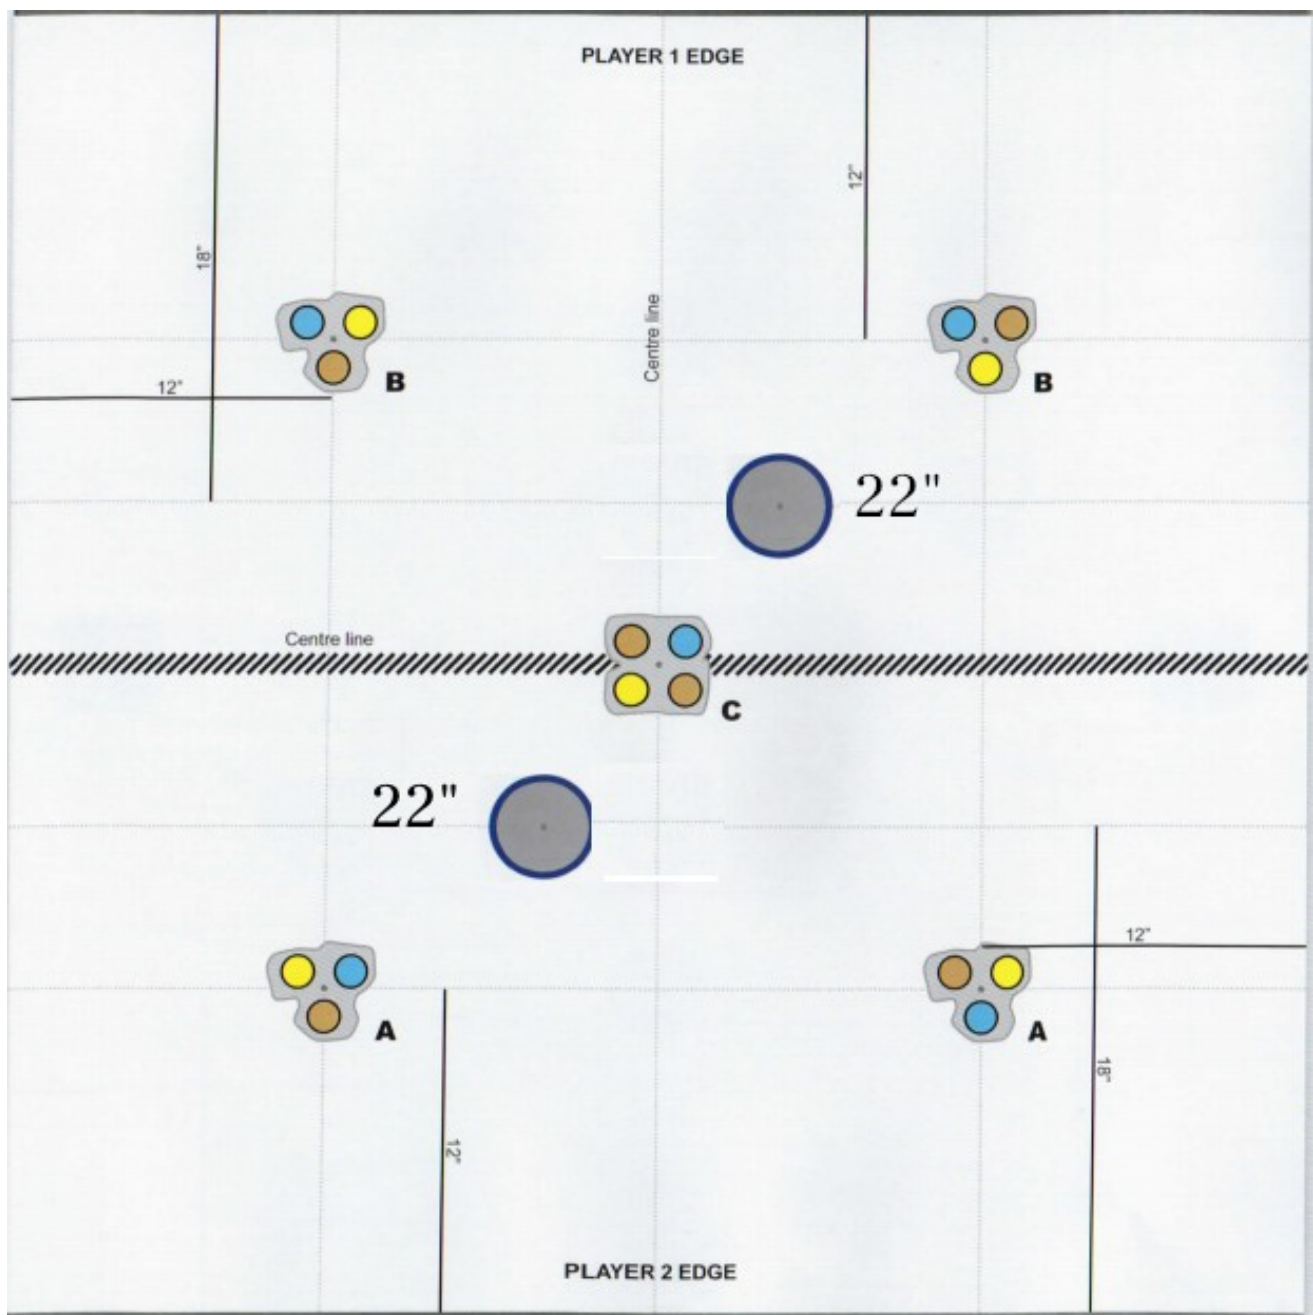 PLAYER 1 EDGE
12"
18"
Centre line
12"
B
B
22"
Centre line
C
22"
12"
A
A
18"
12"
PLAYER 2 EDGE